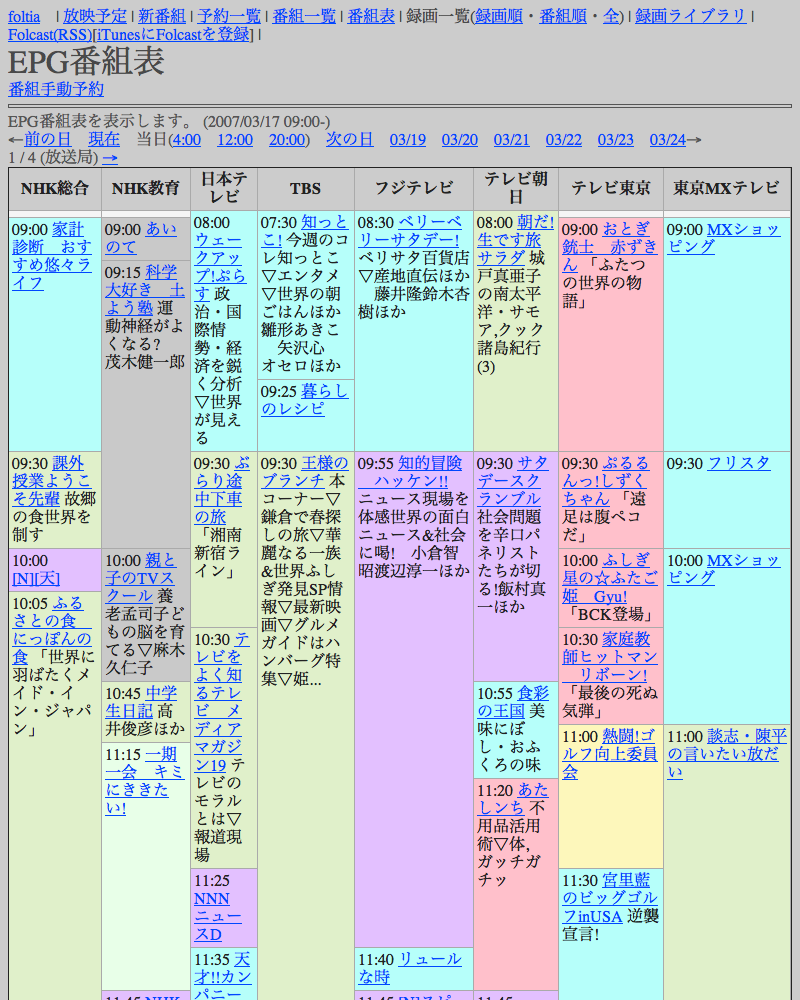 foltia　| 放映予定 | 新番組 | 予約一覧 | 番組一覧 | 番組表 | 録画一覧(録画順・番組順・全) | 録画ライブラリ |
Folcast(RSS)[iTunesにFolcastを登録] |
EPG番組表
番組手動予約
EPG番組表を表示します。 (2007/03/17 09:00-)
←前の日　現在　当日(4:00　12:00　20:00)　次の日　03/19　03/20　03/21　03/22　03/23　03/24→
1 / 4 (放送局) →
NHK総合
NHK教育
日本テ
レビ
TBS
フジテレビ
テレビ朝
日
テレビ東京
東京MXテレビ
09:00 家計
診断　おす
すめ悠々ラ
イフ
09:30 課外
授業ようこ
そ先輩 故郷
の食世界を
制す
10:00
[N][天]
10:05 ふる
さとの食
にっぽんの
食 「世界に
羽ばたくメ
イド・イ
ン・ジャパ
ン」
09:00 あい
のて
09:15 科学
大好き　土
よう塾 運
動神経がよ
くなる?
茂木健一郎
10:00 親と
子のTVス
クール 養
老孟司子ど
もの脳を育
てる▽麻木
久仁子
10:45 中学
生日記 高
井俊彦ほか
11:15 一期
一会　キミ
にききた
い!
08:00
ウェー
クアッ
プ!ぷら
す 政
治・国
際情
勢・経
済を鋭
く分析
▽世界
が見え
る
09:30 ぶ
らり途
中下車
の旅
「湘南
新宿ラ
イン」
10:30 テ
レビを
よく知
るテレ
ビ　メ
ディア
マガジ
ン19 テ
レビの
モラル
とは▽
報道現
場
11:25
NNN
ニュー
スD
11:35 天
才!!カン
パニー
07:30 知っと
こ! 今週のコ
レ知っとこ
▽エンタメ
▽世界の朝
ごはんほか
雛形あきこ
矢沢心
オセロほか
09:25 暮らし
のレシピ
09:30 王様の
ブランチ 本
コーナー▽
鎌倉で春探
しの旅▽華
麗なる一族
&世界ふし
ぎ発見SP情
報▽最新映
画▽グルメ
ガイドはハ
ンバーグ特
集▽姫...
08:30 ベリーベ
リーサタデー!
ベリサタ百貨店
▽産地直伝ほか
藤井隆鈴木杏
樹ほか
09:55 知的冒険
ハッケン!!
ニュース現場を
体感世界の面白
ニュース&社会
に喝!　小倉智
昭渡辺淳一ほか
11:40 リュール
な時
08:00 朝だ!
生です旅
サラダ 城
戸真亜子
の南太平
洋・サモ
ア,クック
諸島紀行
(3)
09:30 サタ
デースク
ランブル
社会問題
を辛口パ
ネリスト
たちが切
る!飯村真
一ほか
10:55 食彩
の王国 美
味にぼ
し・おふ
くろの味
11:20 あた
しンち 不
用品活用
術▽体,
ガッチガ
チッ
11:45
09:00 おとぎ
銃士　赤ずき
ん 「ふたつ
の世界の物
語」
09:30 ぷるる
んっ!しずく
ちゃん 「遠
足は腹ペコ
だ」
10:00 ふしぎ
星の☆ふたご
姫　Gyu!
「BCK登場」
10:30 家庭教
師ヒットマン
リボーン!
「最後の死ぬ
気弾」
11:00 熱闘!ゴ
ルフ向上委員
会
11:30 宮里藍
のビッグゴル
フinUSA 逆襲
宣言!
09:00 MXショッ
ピング
09:30 フリスタ
10:00 MXショッ
ピング
11:00 談志・陳平
の言いたい放だ
い